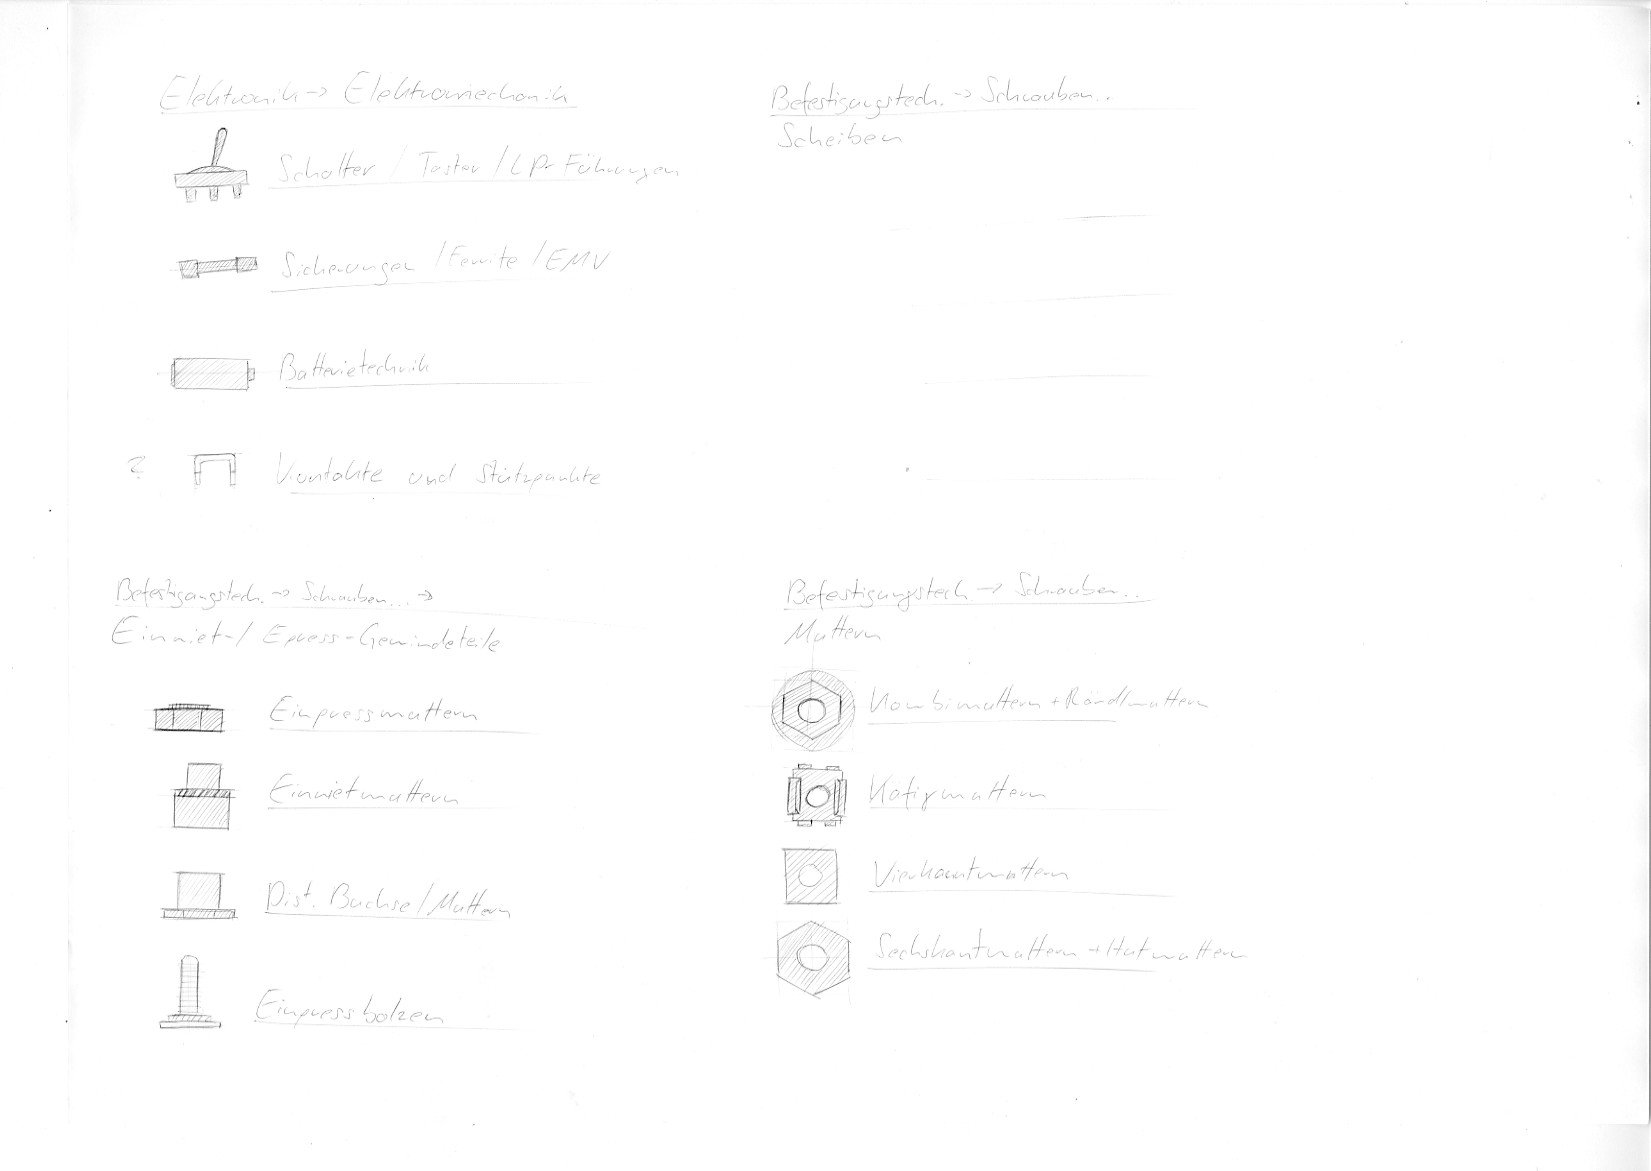 Elektronik → Elektromechanik
Schalter / Taster / LP-Führungen
Sicherungen / Ferrite / EMV
Batterietechnik
? Kontakte und Stützpunkte
Befestigungstech. → Schrauben..
Scheiben
Befestigungstech. → Schrauben... →
Einniet-/ Epress-Gewindeteile
Einpressmuttern
Einnietmuttern
Dist. Buchse/Muttern
Einpressbolzen
Befestigungstech → Schrauben..
Muttern
Kombimuttern + Rändlmuttern
Käfigmuttern
Vierkantmuttern
Sechskantmuttern + Hutmuttern